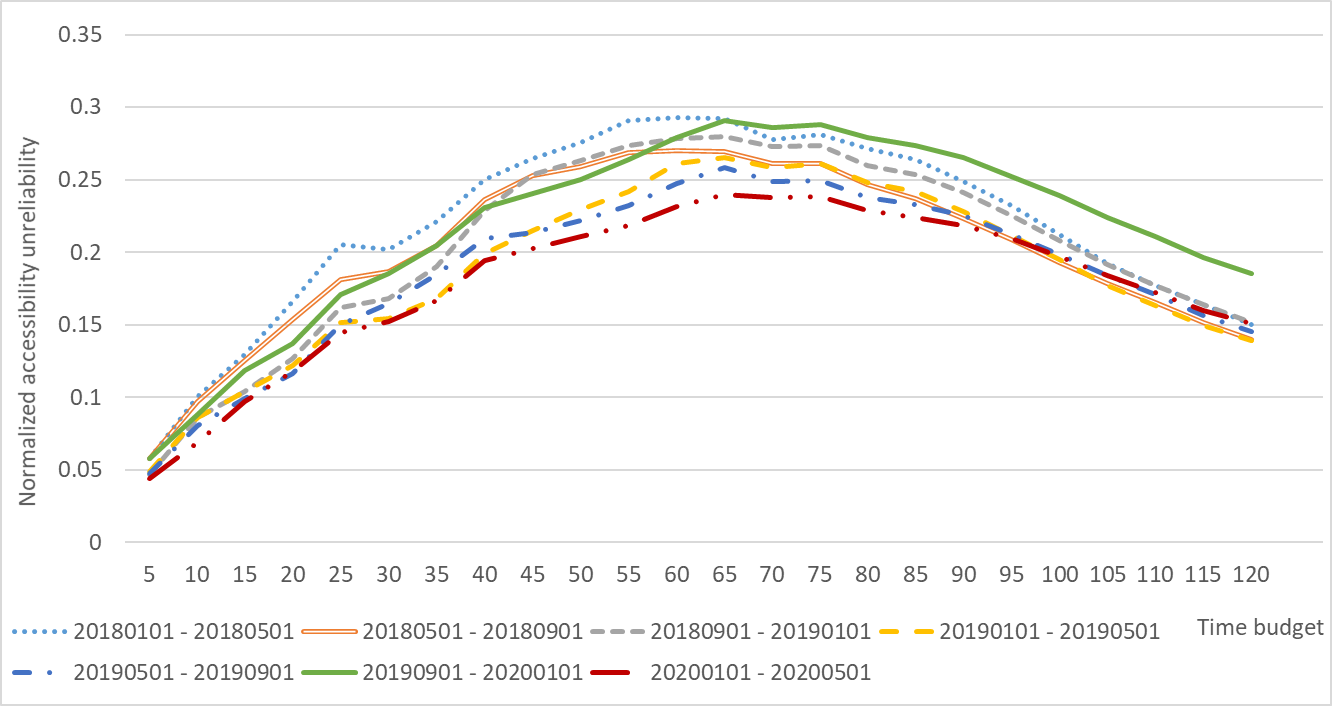 Normalized accessibility unreliability
0.35
0.3
0.25
0.2
0.15
0.1
0.05
0
5 10 15 20 25 30 35 40 45 50 55 60 65 70 75 80 85 90 95 100 105 110 115 120
Time budget
20180101 - 20180501 20180501 - 20180901 20180901 - 20190101 20190101 - 20190501
20190501 - 20190901 20190901 - 20200101 20200101 - 20200501